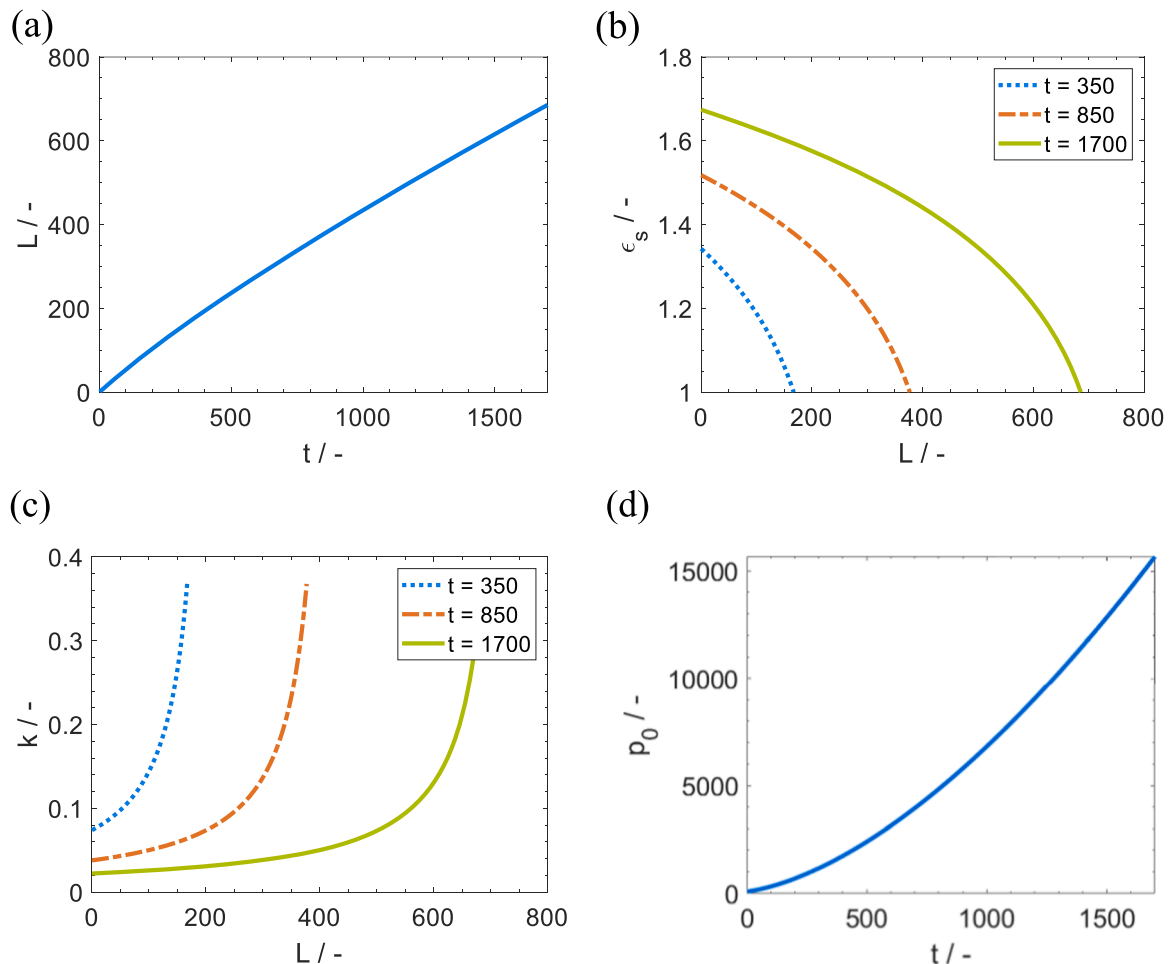 (a)
800
600
400
200
0
L / -
0 500 1000 1500
t / -
(b)
1.8
1.6
1.4
1.2
1
ϵs / -
t = 350
t = 850
t = 1700
0 200 400 600 800
L / -
(c)
0.4
0.3
0.2
0.1
0
k / -
t = 350
t = 850
t = 1700
0 200 400 600 800
L / -
(d)
15000
10000
5000
0
p0 / -
0 500 1000 1500
t / -